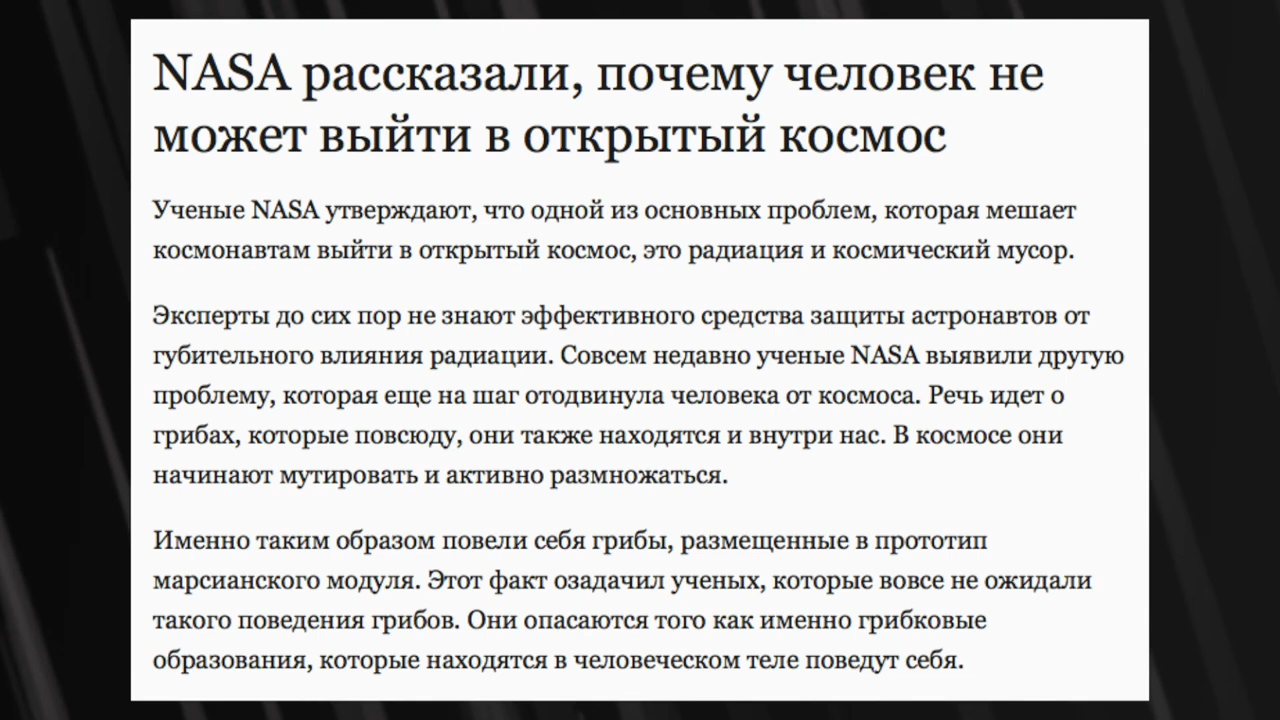 NASA рассказали, почему человек не
может выйти в открытый космос
Ученые NASA утверждают, что одной из основных проблем, которая мешает
космонавтам выйти в открытый космос, это радиация и космический мусор.
Эксперты до сих пор не знают эффективного средства защиты астронавтов от
губительного влияния радиации. Совсем недавно ученые NASA выявили другую
проблему, которая еще на шаг отодвинула человека от космоса. Речь идет о
грибах, которые повсюду, они также находятся и внутри нас. В космосе они
начинают мутировать и активно размножаться.
Именно таким образом повели себя грибы, размещенные в прототип
марсианского модуля. Этот факт озадачил ученых, которые вовсе не ожидали
такого поведения грибов. Они опасаются того как именно грибковые
образования, которые находятся в человеческом теле поведут себя.